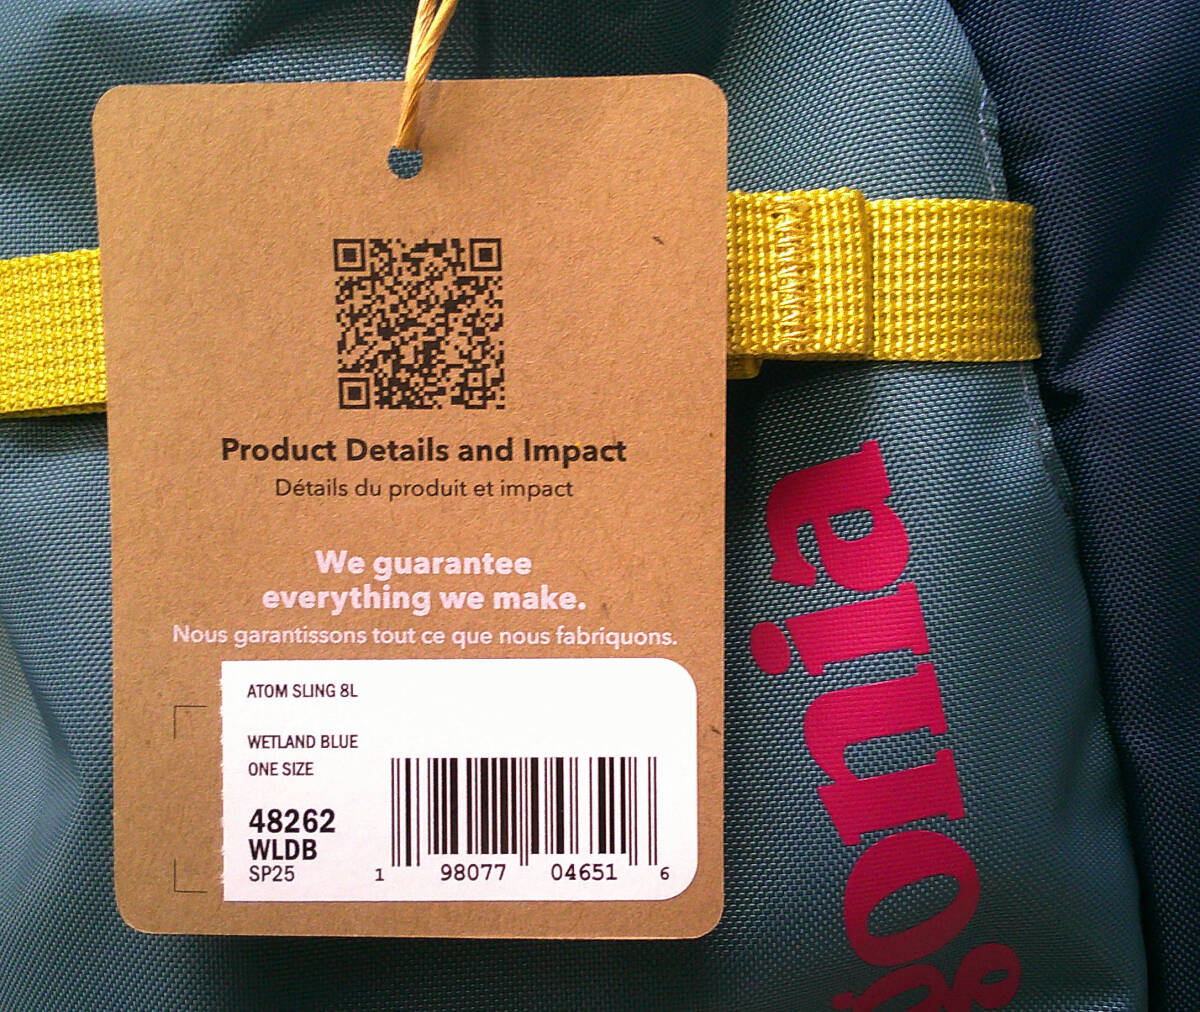 Product Details and Impact
Détails du produit et impact
We guarantee
everything we make.
Nous garantissons tout ce que nous fabriquons.
ATOM SLING 8L
WETLAND BLUE
ONE SIZE
48262
WLDB
SP25
1 98077 04651 6
gonia